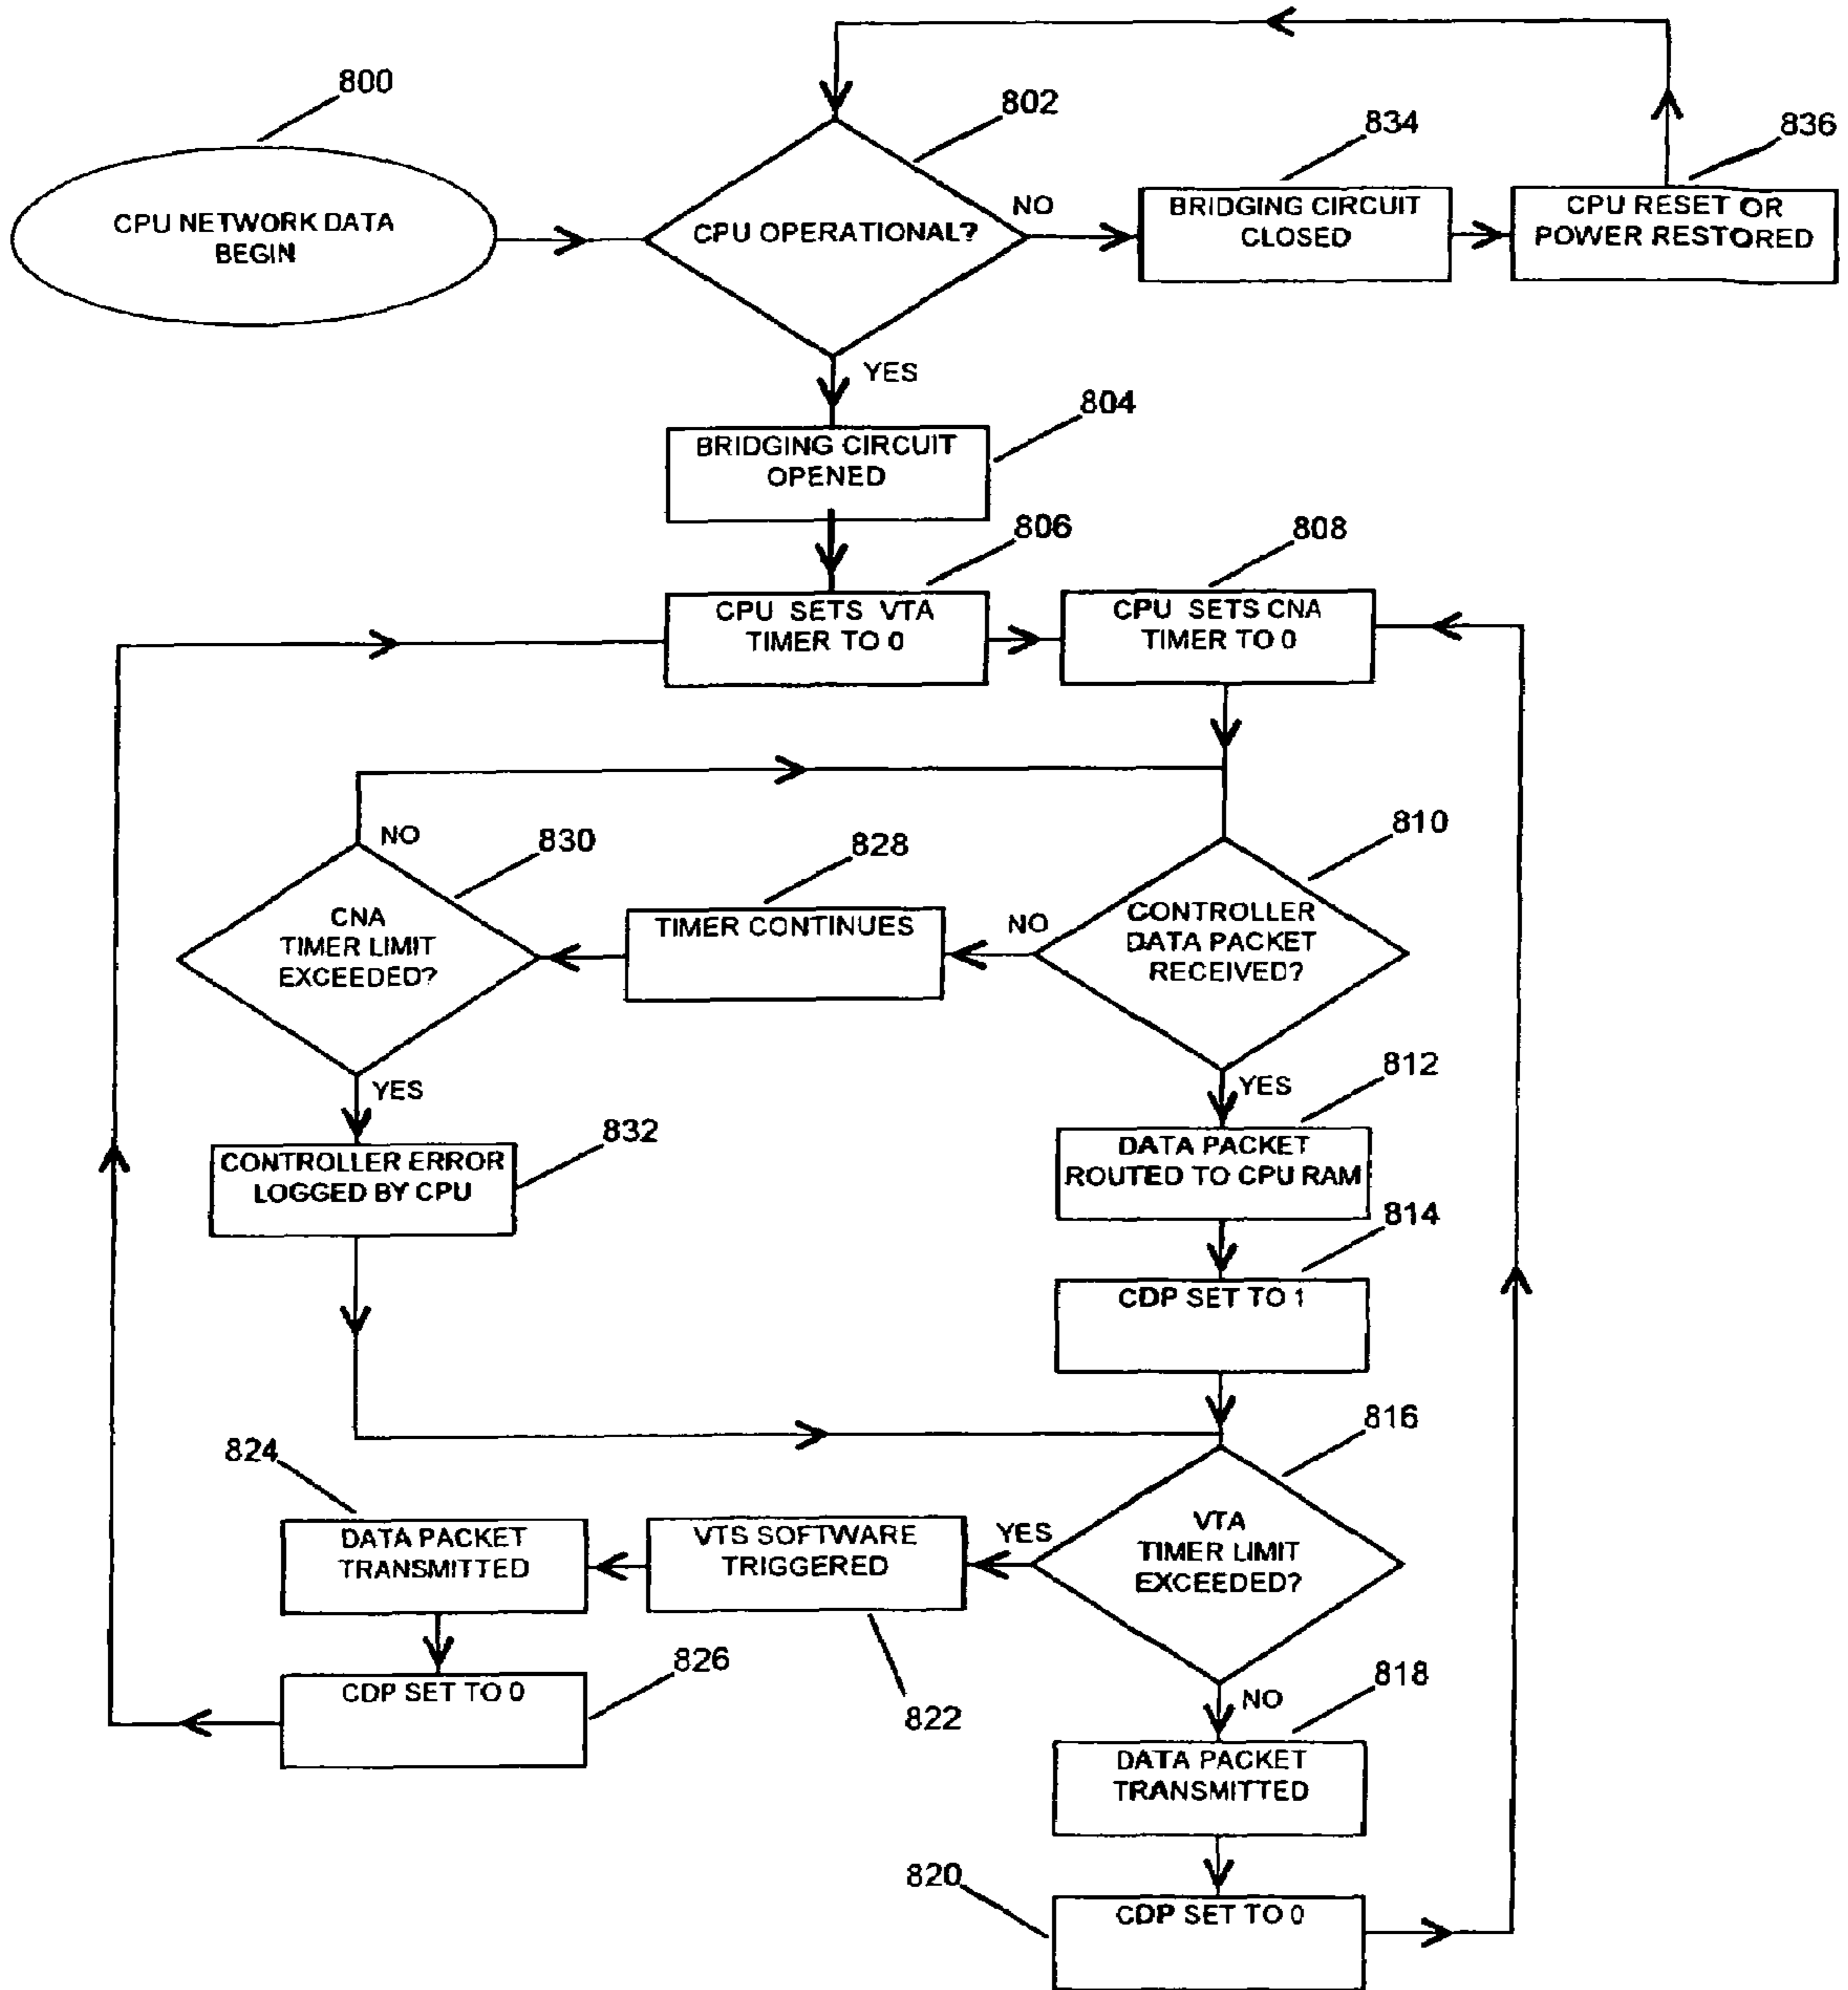 800
CPU NETWORK DATA
BEGIN
802
CPU OPERATIONAL?
NO
834
BRIDGING CIRCUIT
CLOSED
836
CPU RESET OR
POWER RESTORED
YES
804
BRIDGING CIRCUIT
OPENED
806
CPU SETS VTA
TIMER TO 0
808
CPU SETS CNA
TIMER TO 0
810
CONTROLLER
DATA PACKET
RECEIVED?
NO
828
TIMER CONTINUES
830
NO
CNA
TIMER LIMIT
EXCEEDED?
YES
832
CONTROLLER ERROR
LOGGED BY CPU
YES
812
DATA PACKET
ROUTED TO CPU RAM
814
CDP SET TO 1
816
VTA
TIMER LIMIT
EXCEEDED?
YES
VTS SOFTWARE
TRIGGERED
822
824
DATA PACKET
TRANSMITTED
826
CDP SET TO 0
NO
818
DATA PACKET
TRANSMITTED
820
CDP SET TO 0